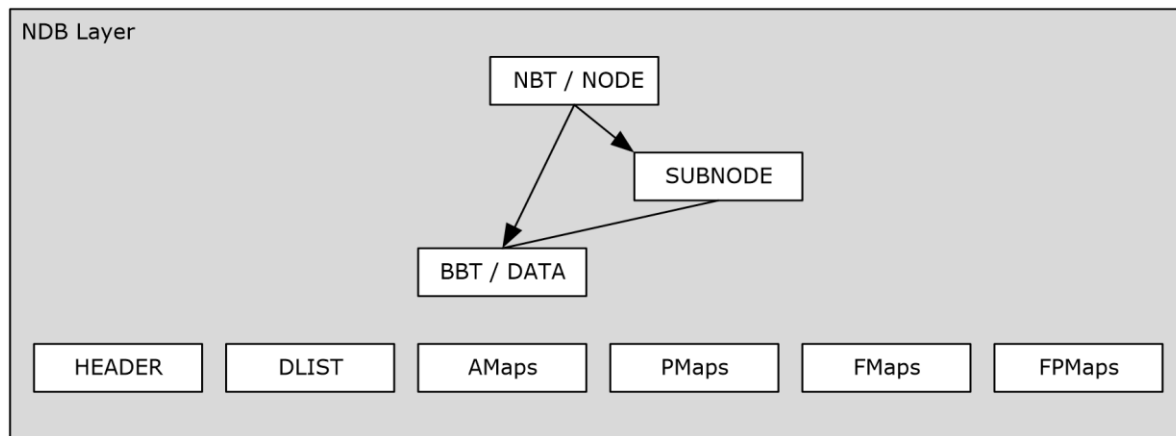 NDB Layer
NBT / NODE
SUBNODE
BBT / DATA
HEADER
DLIST
AMaps
PMaps
FMaps
FPMaps